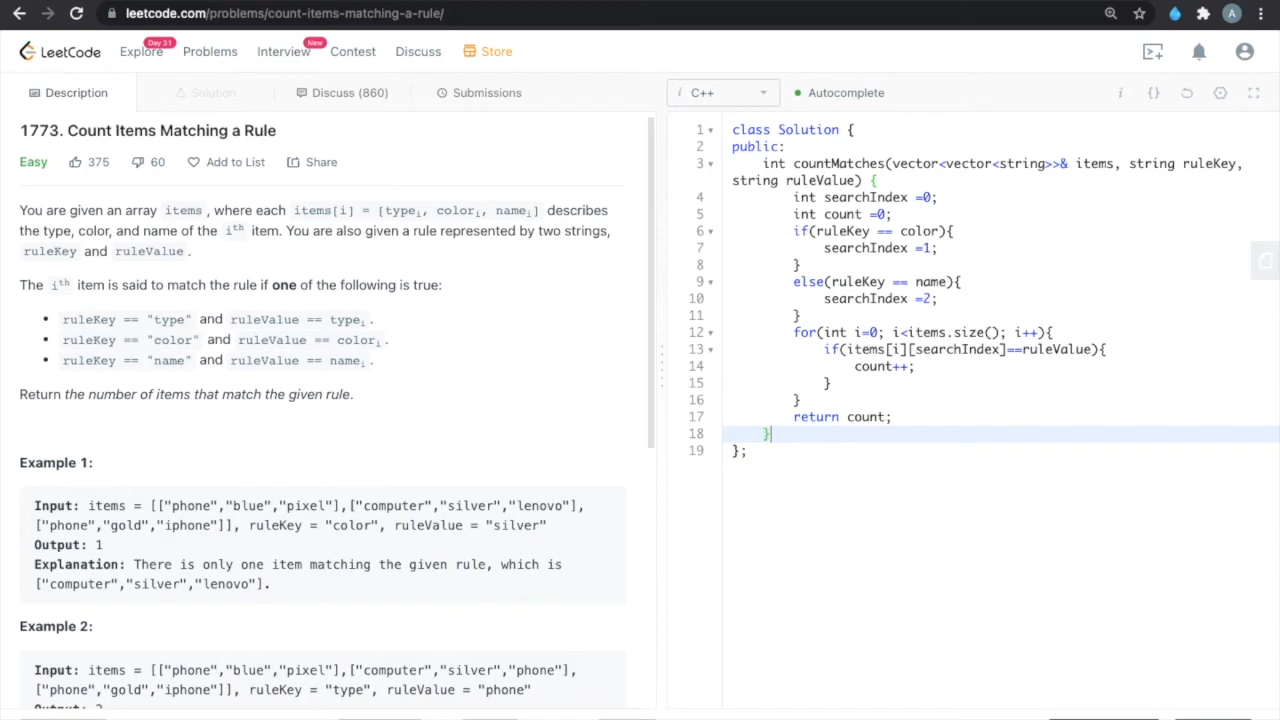 leetcode.com/problems/count-items-matching-a-rule/
A
LeetCode
Explore
Day 31
Problems
Interview
New
Contest
Discuss
Store
Description
Solution
Discuss (860)
Submissions
i C++
Autocomplete
i {}
1773. Count Items Matching a Rule
Easy 375 60 Add to List Share
You are given an array items, where each items[i] = [typei, colori, namei] describes
the type, color, and name of the ith item. You are also given a rule represented by two strings,
ruleKey and ruleValue.
The ith item is said to match the rule if one of the following is true:
• ruleKey == "type" and ruleValue == typei.
• ruleKey == "color" and ruleValue == colori.
• ruleKey == "name" and ruleValue == namei.
Return the number of items that match the given rule.
Example 1:
Input: items = [["phone","blue","pixel"],["computer","silver","lenovo"],
["phone","gold","iphone"]], ruleKey = "color", ruleValue = "silver"
Output: 1
Explanation: There is only one item matching the given rule, which is
["computer","silver","lenovo"].
Example 2:
Input: items = [["phone","blue","pixel"],["computer","silver","phone"],
["phone","gold","iphone"]], ruleKey = "type", ruleValue = "phone"
1 class Solution {
2 public:
3 int countMatches(vector<vector<string>>& items, string ruleKey,
string ruleValue) {
4 int searchIndex =0;
5 int count =0;
6 if(ruleKey == color){
7 searchIndex =1;
8 }
9 else(ruleKey == name){
10 searchIndex =2;
11 }
12 for(int i=0; i<items.size(); i++){
13 if(items[i][searchIndex]==ruleValue){
14 count++;
15 }
16 }
17 return count;
18 }
19 };